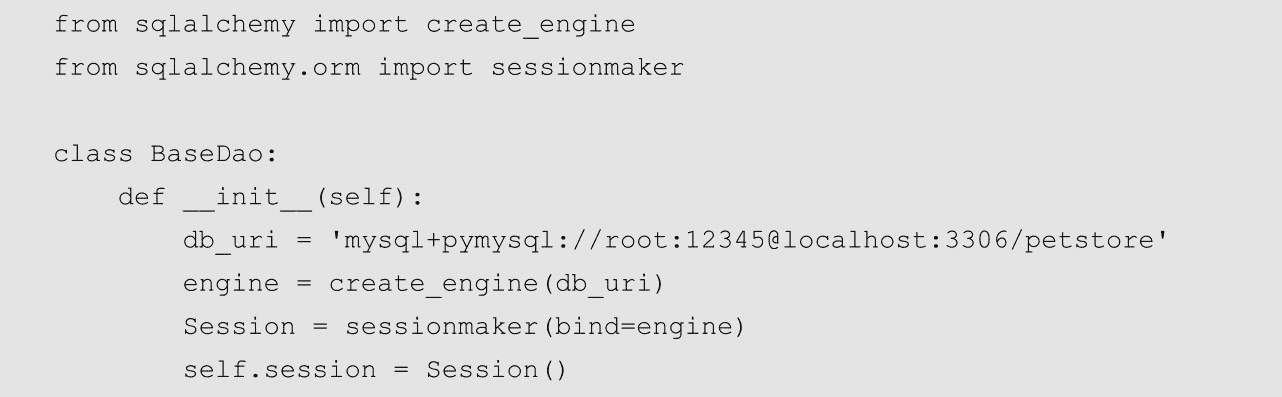 from sqlalchemy import create_engine
from sqlalchemy.orm import sessionmaker

class BaseDao:
    def __init__(self):
        db_uri = 'mysql+pymysql://root:12345@localhost:3306/petstore'
        engine = create_engine(db_uri)
        Session = sessionmaker(bind=engine)
        self.session = Session()